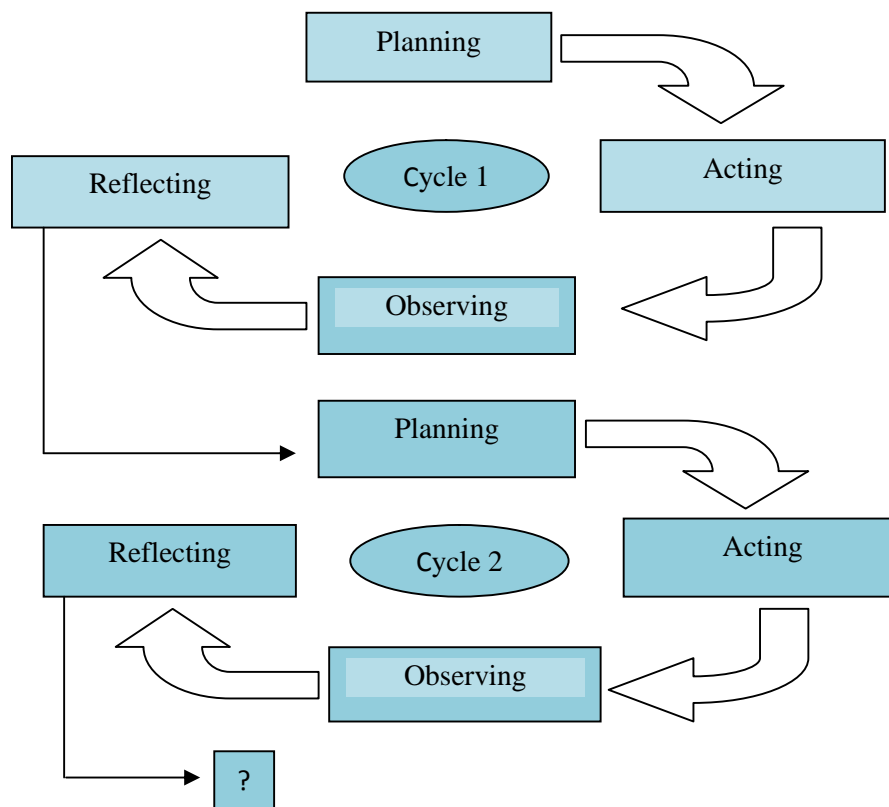 Planning
Acting
Reflecting
Cycle 1
Observing
Planning
Acting
Reflecting
Cycle 2
Observing
?